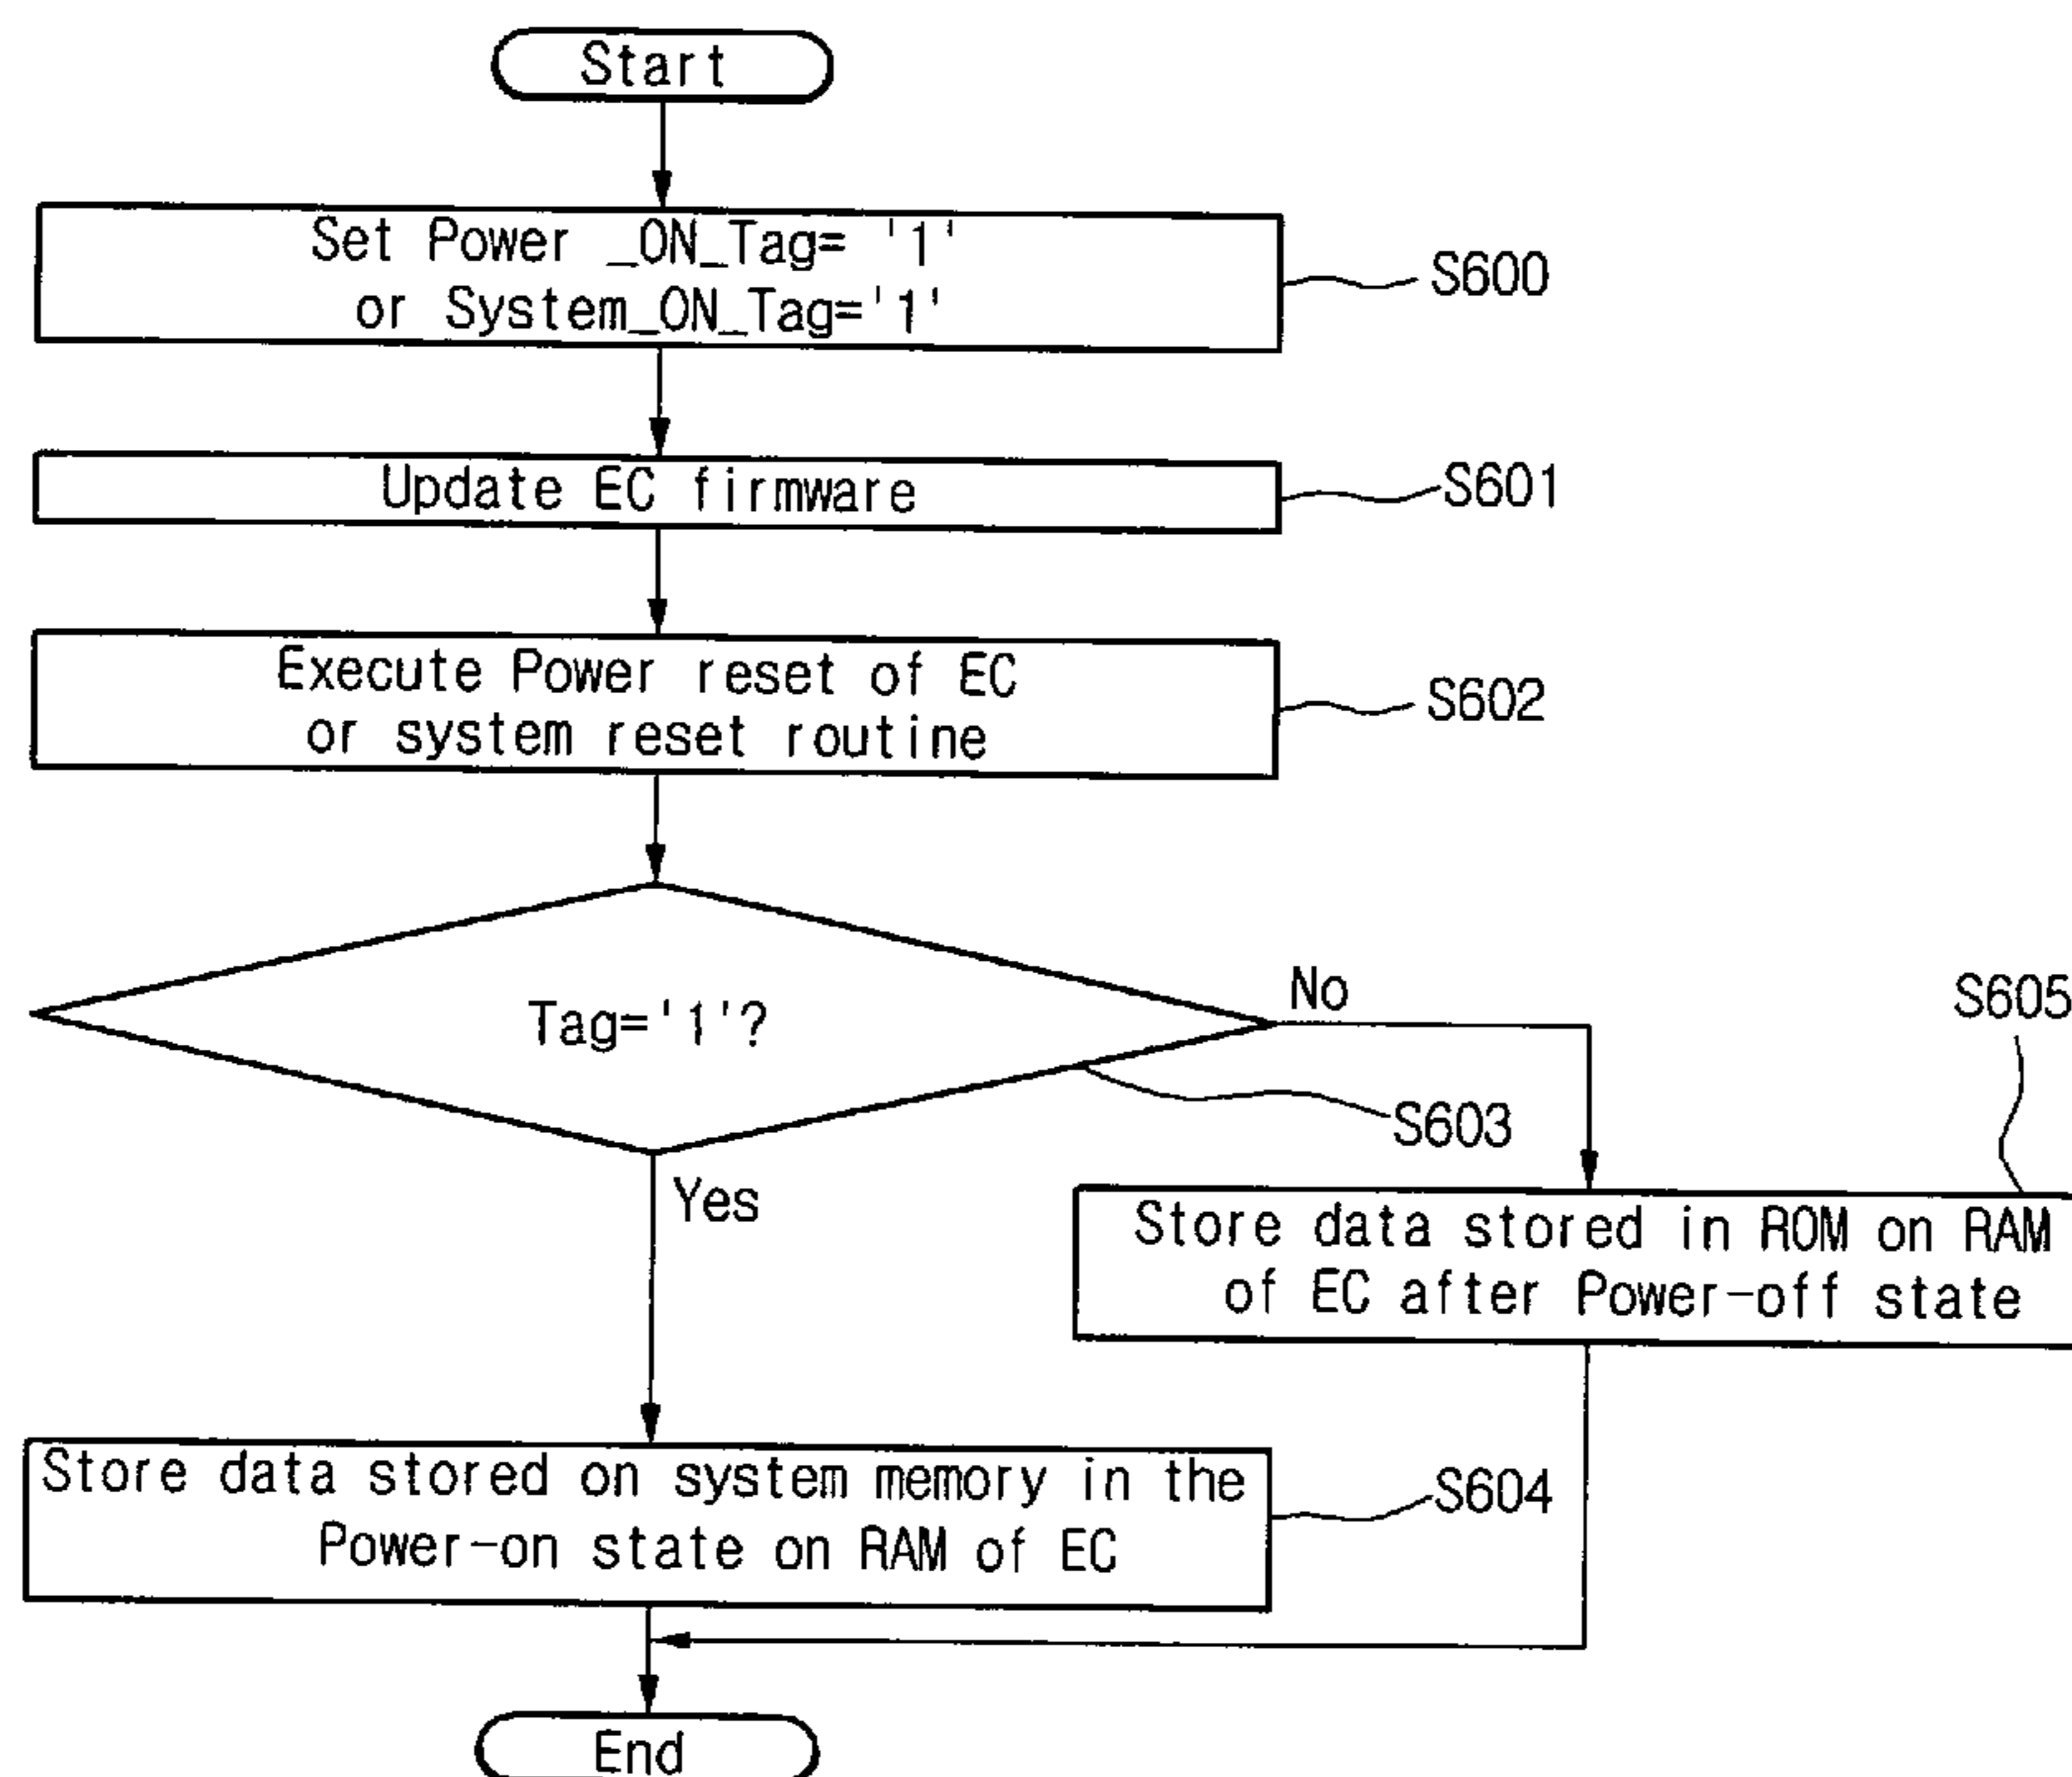 Start
Set Power _ON_Tag= '1'
or System_ON_Tag='1'
S600
Update EC firmware
S601
Execute Power reset of EC
or system reset routine
S602
Tag='1'?
No
S605
S603
Yes
Store data stored in ROM on RAM
of EC after Power-off state
Store data stored on system memory in the
Power-on state on RAM of EC
S604
End